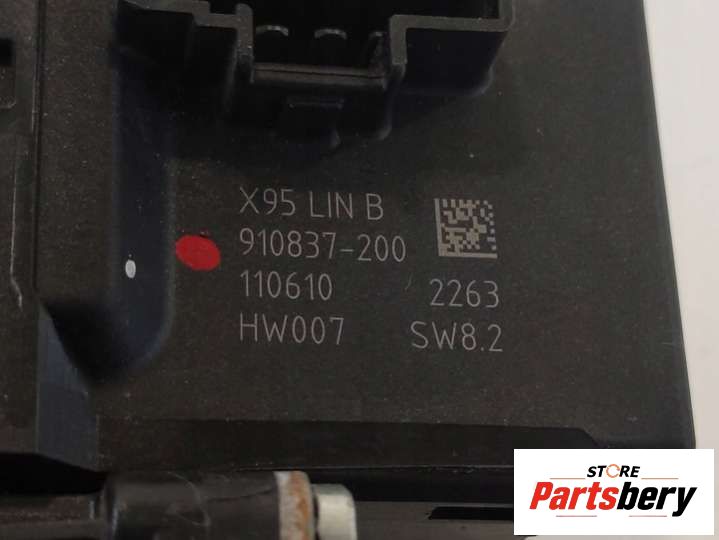 X95 LIN B
910837-200
110610 2263
HW007 SW8.2
STORE
Partsbery